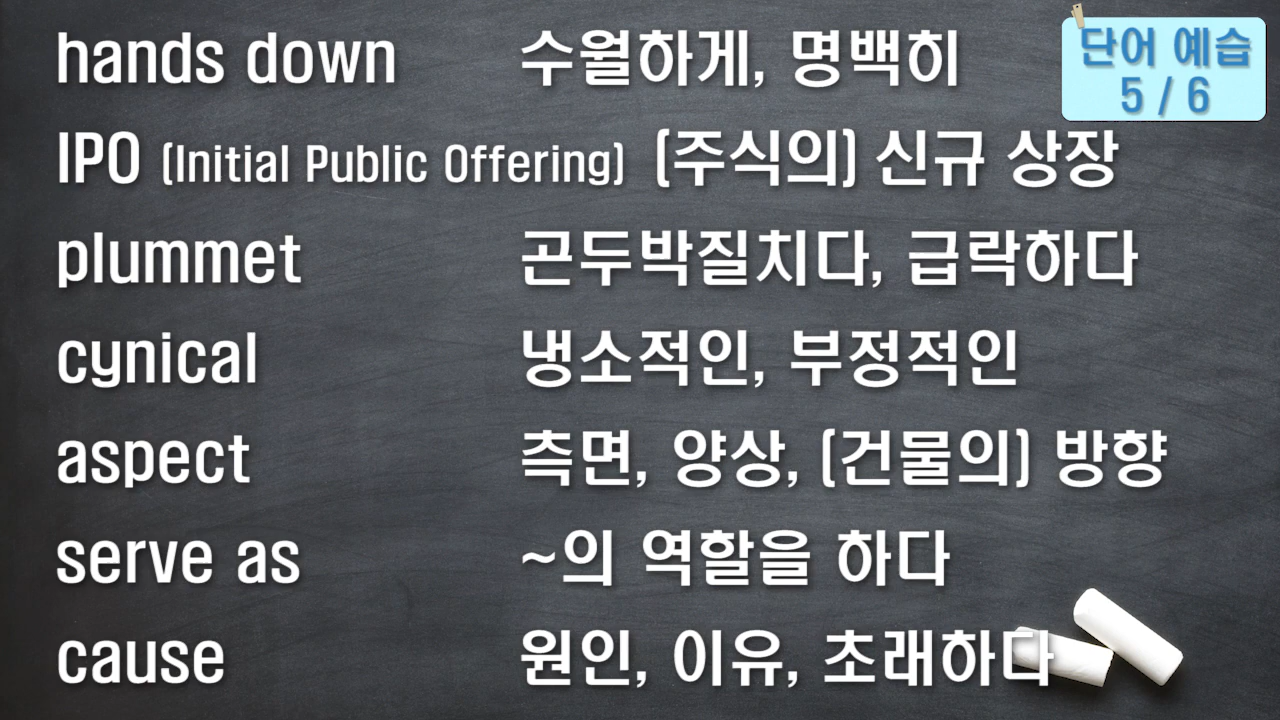 hands down 수월하게, 명백히
단어 예습
5 / 6
IPO (Initial Public Offering) (주식의) 신규 상장
plummet 곤두박질치다, 급락하다
cynical 냉소적인, 부정적인
aspect 측면, 양상, (건물의) 방향
serve as ~의 역할을 하다
cause 원인, 이유, 초래하다